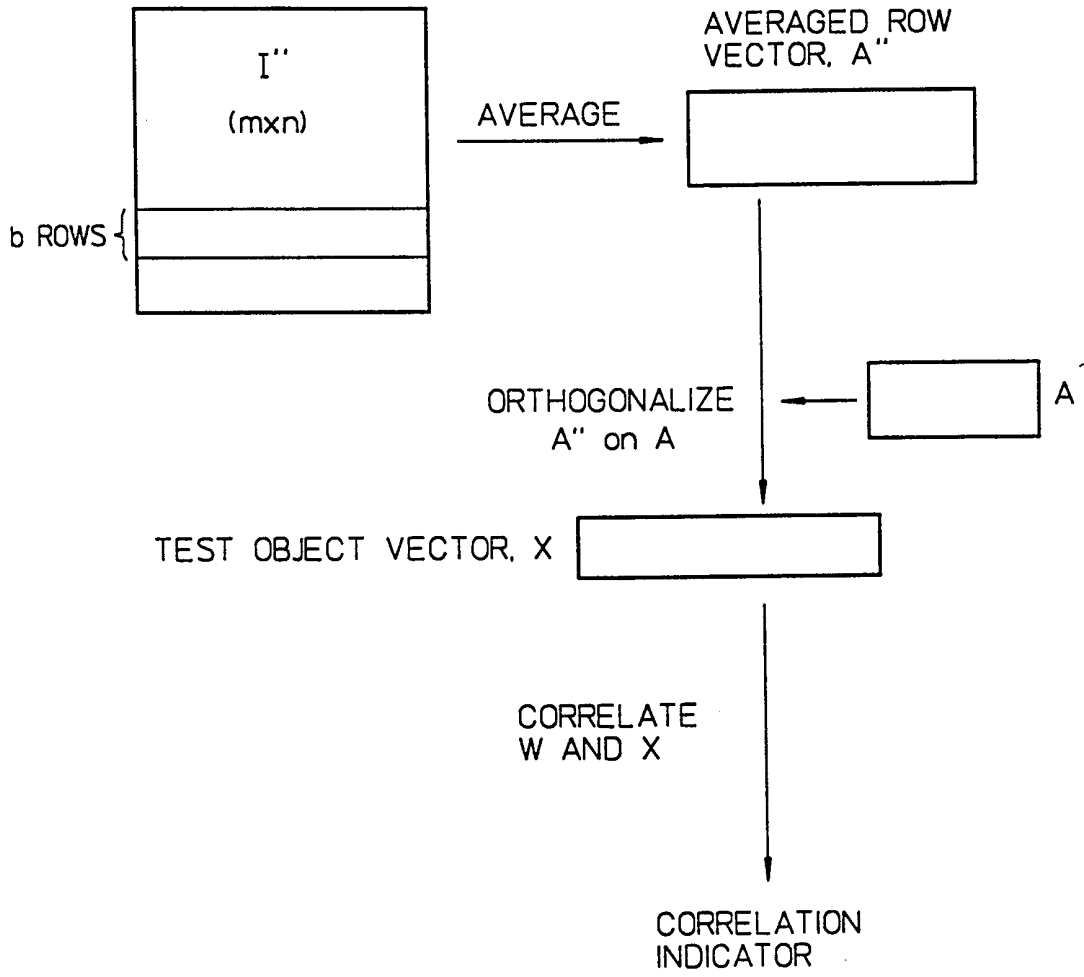 I''
(mxn)
b ROWS
AVERAGE
AVERAGED ROW
VECTOR, A''
ORTHOGONALIZE
A'' on A
A
TEST OBJECT VECTOR, X
CORRELATE
W AND X
CORRELATION
INDICATOR